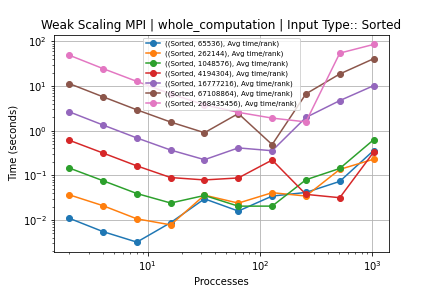 Weak Scaling MPI | whole_computation | Input Type:: Sorted
10²
10¹
10⁰
10⁻¹
10⁻²
Time (seconds)
((Sorted, 65536), Avg time/rank)
((Sorted, 262144), Avg time/rank)
((Sorted, 1048576), Avg time/rank)
((Sorted, 4194304), Avg time/rank)
((Sorted, 16777216), Avg time/rank)
((Sorted, 67108864), Avg time/rank)
((Sorted, 268435456), Avg time/rank)
10¹ 10² 10³
Proccesses